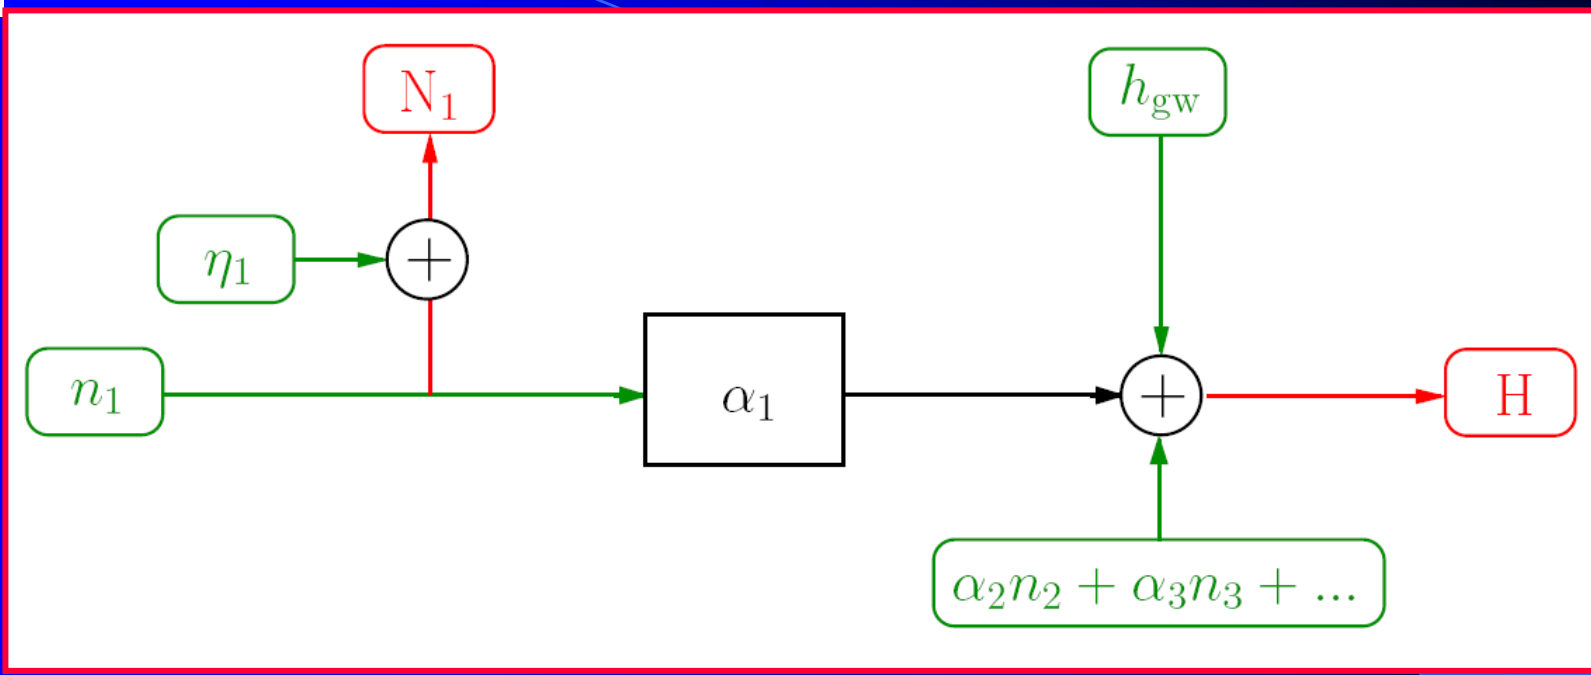 N₁
h_gw
η₁
+
n₁
α₁
+
H
α₂n₂ + α₃n₃ + ...